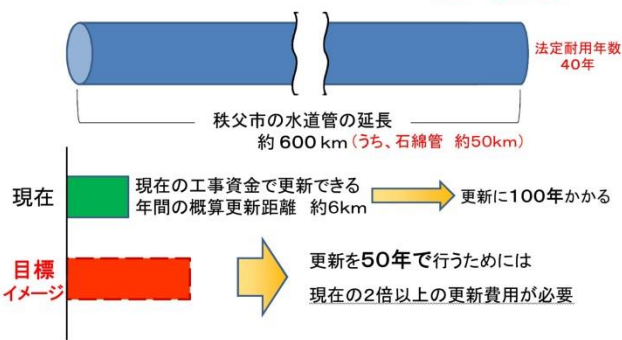 法定耐用年数
40年
秩父市の水道管の延長
約600km(うち、石綿管 約50km)
現在
現在の工事資金で更新できる
年間の概算更新距離 約6km
更新に100年かかる
目標
イメージ
更新を50年で行うためには
現在の2倍以上の更新費用が必要